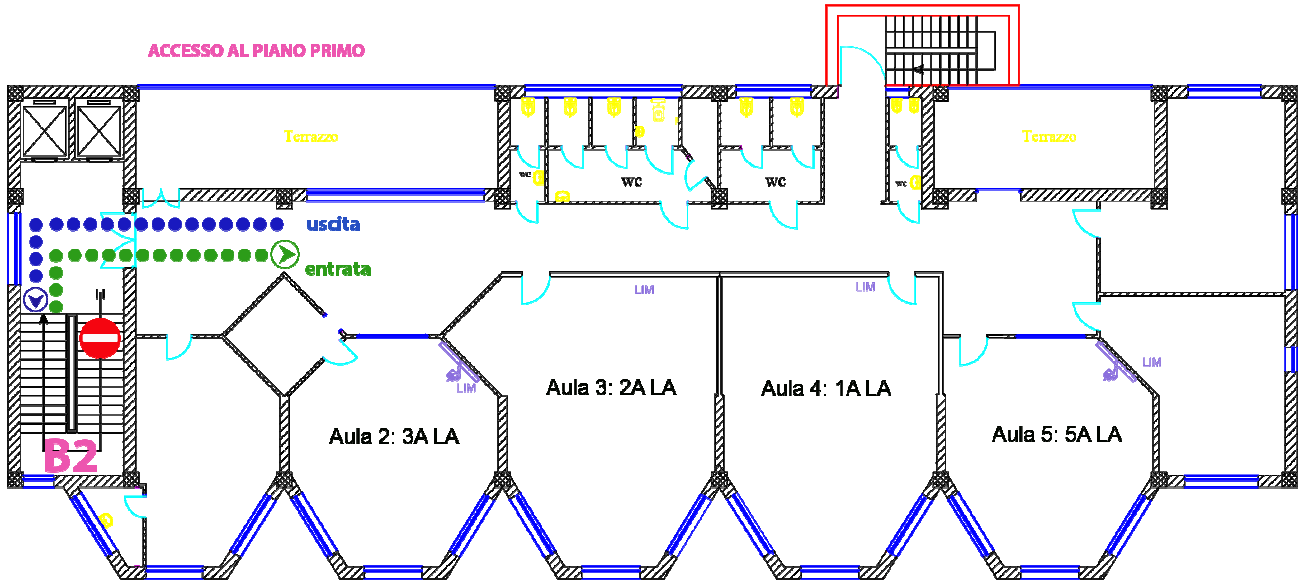 ACCESSO AL PIANO PRIMO
Terrazzo
Terrazzo
WC
WC
WC
WC
uscita
entrata
LIM
LIM
LIM
LIM
Aula 3: 2A LA
Aula 4: 1A LA
Aula 2: 3A LA
Aula 5: 5A LA
B2